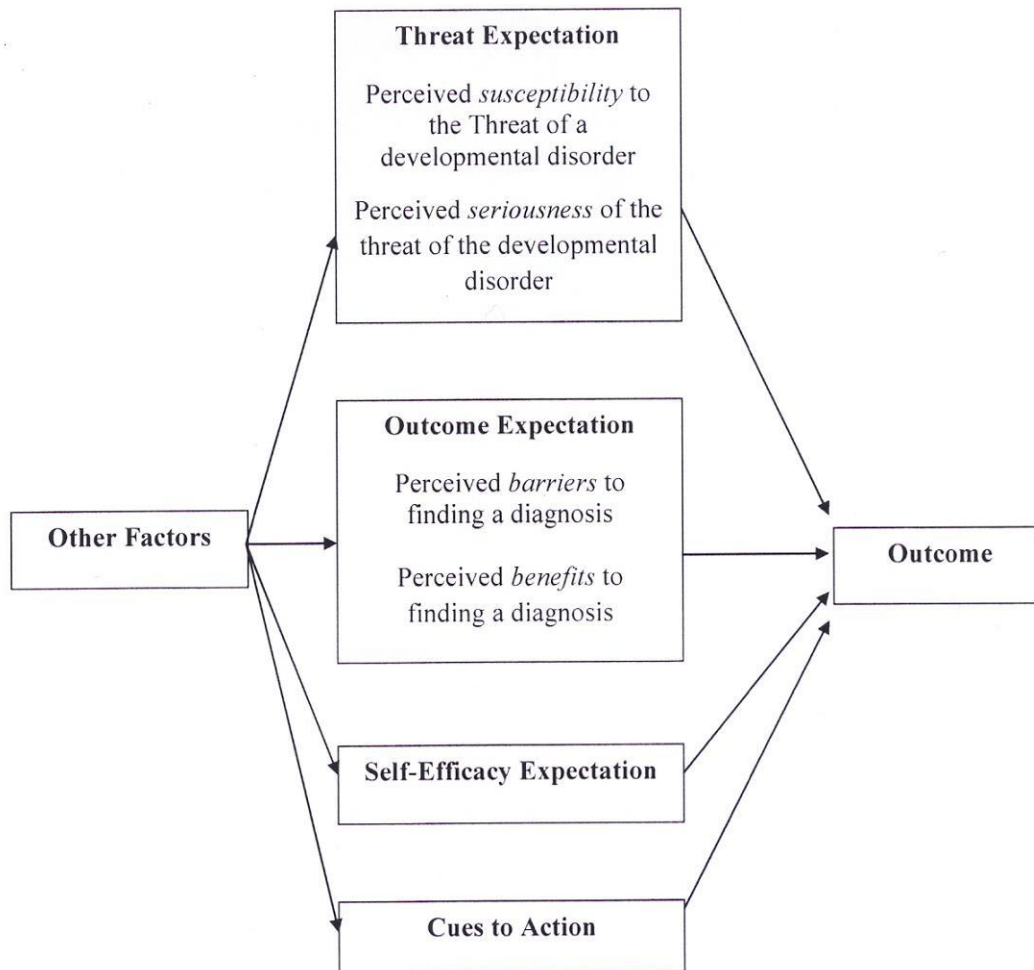 Threat Expectation
Perceived susceptibility to
the Threat of a
developmental disorder
Perceived seriousness of the
threat of the developmental
disorder
Outcome Expectation
Perceived barriers to
finding a diagnosis
Perceived benefits to
finding a diagnosis
Other Factors
Outcome
Self-Efficacy Expectation
Cues to Action